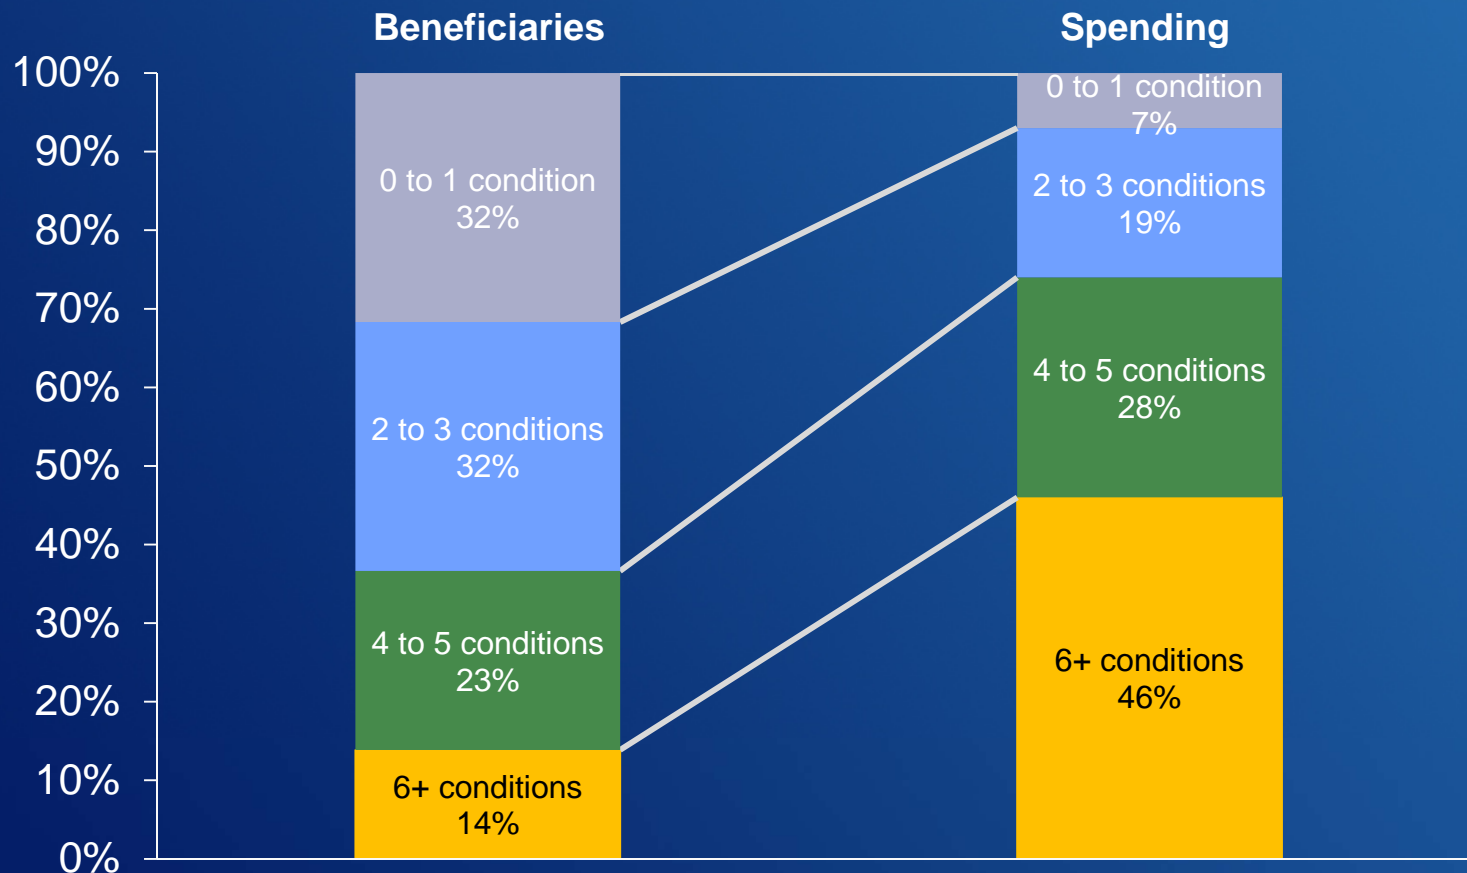 Beneficiaries
Spending
100%
90%
80%
70%
60%
50%
40%
30%
20%
10%
0%
0 to 1 condition
32%
2 to 3 conditions
32%
4 to 5 conditions
23%
6+ conditions
14%
0 to 1 condition
7%
2 to 3 conditions
19%
4 to 5 conditions
28%
6+ conditions
46%